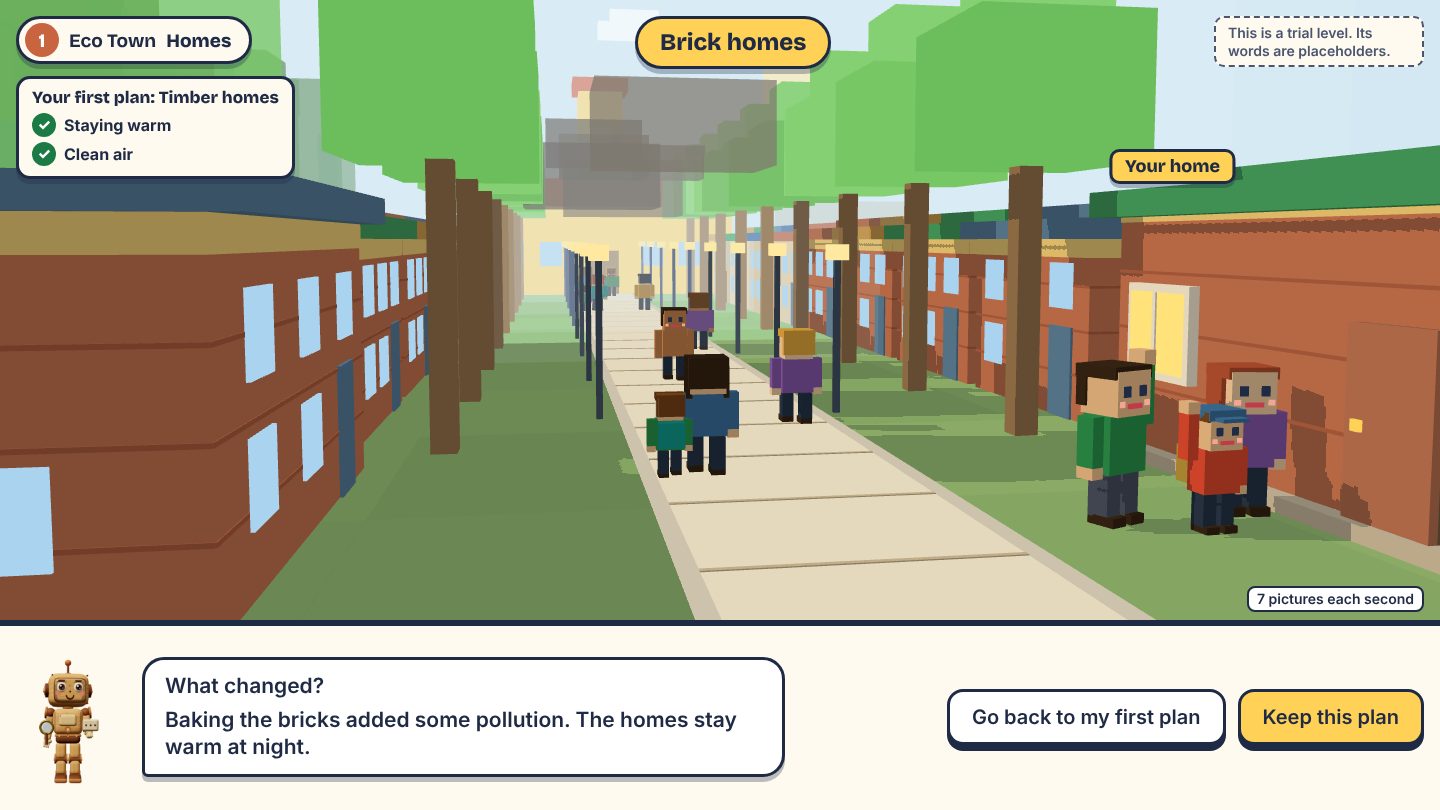 1 Eco Town Homes
Brick homes
This is a trial level. Its
words are placeholders.
Your first plan: Timber homes
Staying warm
Clean air
Your home
7 pictures each second
What changed?
Baking the bricks added some pollution. The homes stay
warm at night.
Go back to my first plan
Keep this plan